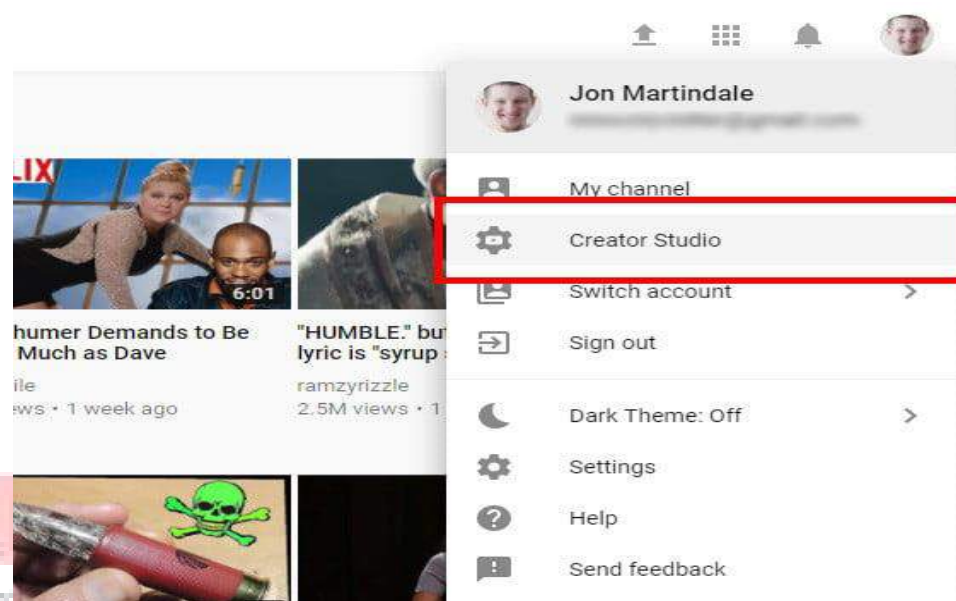 Jon Martindale
My channel
Creator Studio
Switch account
Sign out
Dark Theme: Off
Settings
Help
Send feedback
LIX
6:01
humer Demands to Be
Much as Dave
ile
ews • 1 week ago
"HUMBLE." but
lyric is "syrup
ramzyrizzle
2.5M views • 1